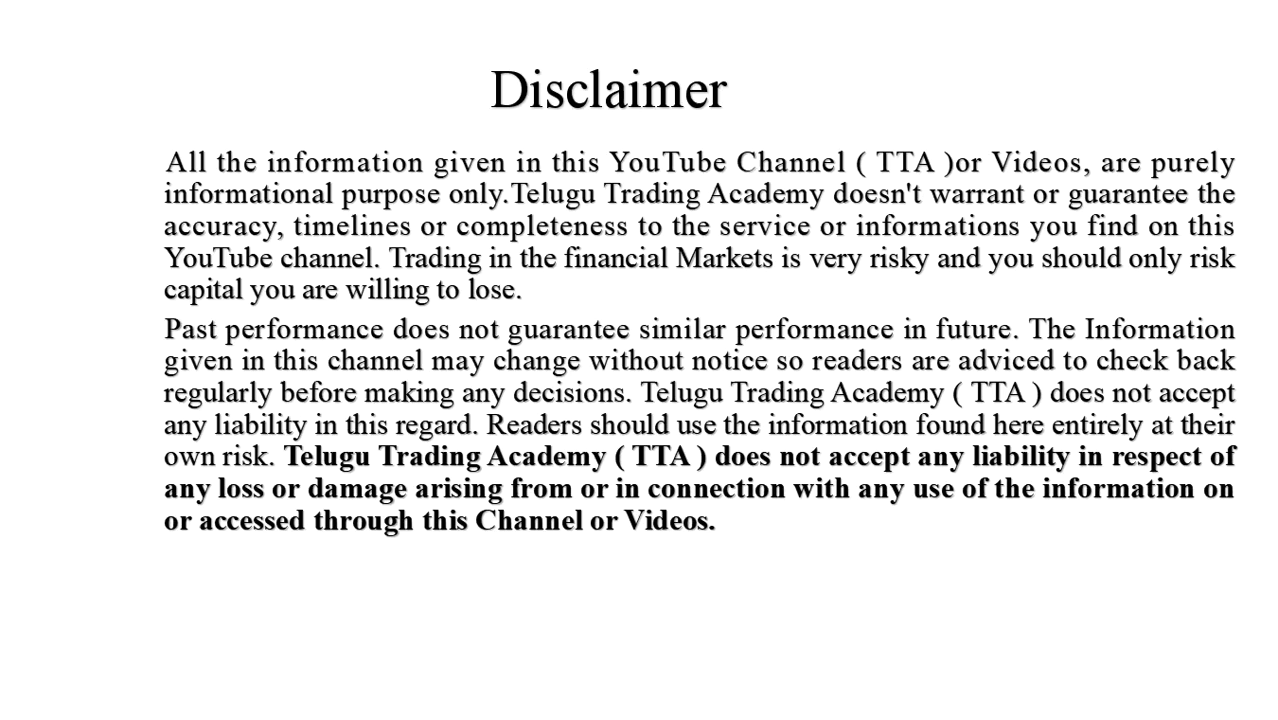 Disclaimer
All the information given in this YouTube Channel ( TTA )or Videos, are purely
informational purpose only.Telugu Trading Academy doesn't warrant or guarantee the
accuracy, timelines or completeness to the service or informations you find on this
YouTube channel. Trading in the financial Markets is very risky and you should only risk
capital you are willing to lose.
Past performance does not guarantee similar performance in future. The Information
given in this channel may change without notice so readers are adviced to check back
regularly before making any decisions. Telugu Trading Academy ( TTA ) does not accept
any liability in this regard. Readers should use the information found here entirely at their
own risk. Telugu Trading Academy ( TTA ) does not accept any liability in respect of
any loss or damage arising from or in connection with any use of the information on
or accessed through this Channel or Videos.